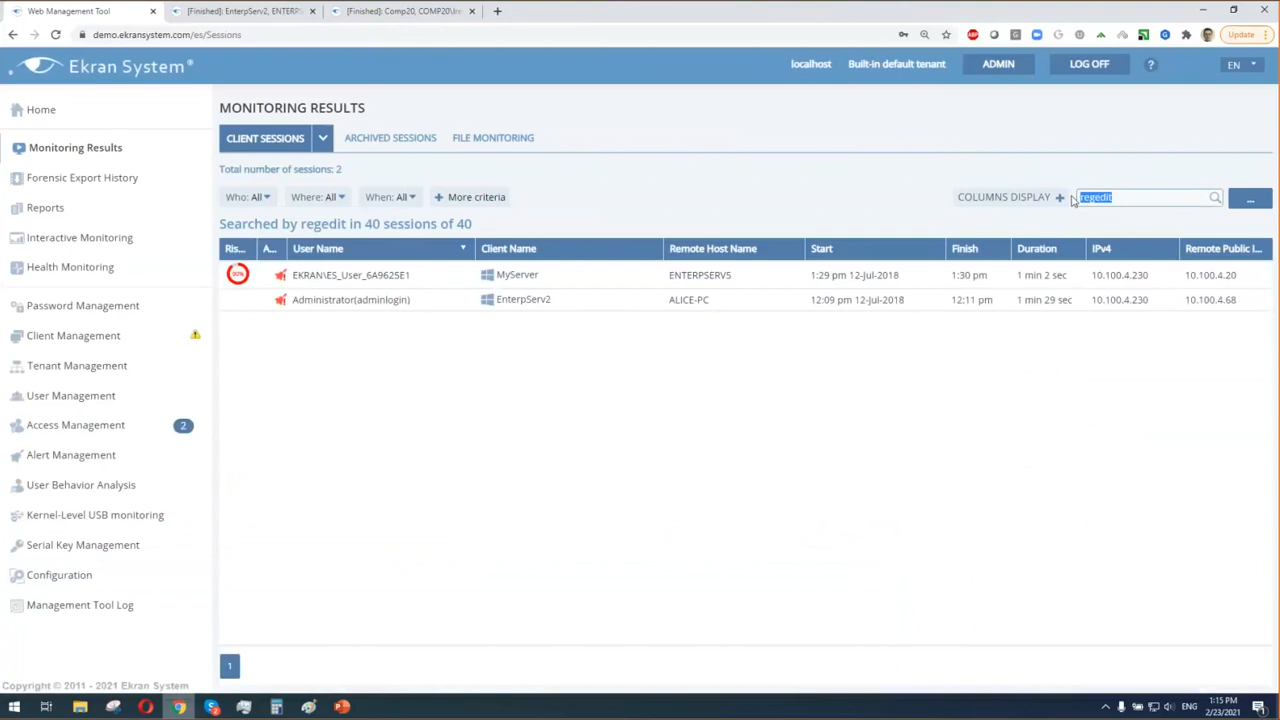 Web Management Tool
[Finished]: EnterpServ2, ENTERPS
[Finished]: Comp20, COMP20\Ire
demo.ekransystem.com/es/Sessions
ABP
Update
Ekran System®
localhost
Built-in default tenant
ADMIN
LOG OFF
?
EN
Home
Monitoring Results
Forensic Export History
Reports
Interactive Monitoring
Health Monitoring
Password Management
Client Management
Tenant Management
User Management
Access Management 2
Alert Management
User Behavior Analysis
Kernel-Level USB monitoring
Serial Key Management
Configuration
Management Tool Log
Copyright © 2011 - 2021 Ekran System
MONITORING RESULTS
CLIENT SESSIONS ARCHIVED SESSIONS FILE MONITORING
Total number of sessions: 2
Who: All Where: All When: All + More criteria COLUMNS DISPLAY + regedit ...
Searched by regedit in 40 sessions of 40
Ris... A... User Name Client Name Remote Host Name Start Finish Duration IPv4 Remote Public I...
EKRAN\ES_User_6A9625E1 MyServer ENTERPSERV5 1:29 pm 12-Jul-2018 1:30 pm 1 min 2 sec 10.100.4.230 10.100.4.20
Administrator(adminlogin) EnterpServ2 ALICE-PC 12:09 pm 12-Jul-2018 12:11 pm 1 min 29 sec 10.100.4.230 10.100.4.68
1
ENG
1:15 PM
2/23/2021